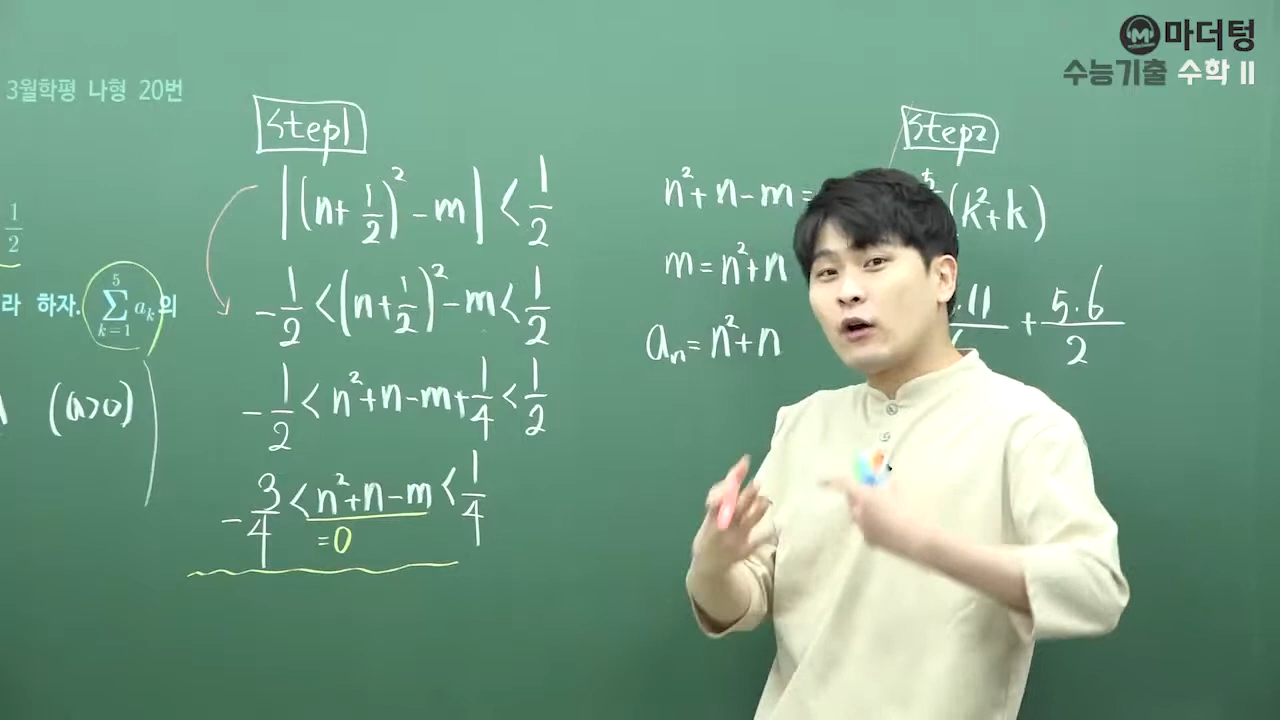 마더텅
수능기출 수학 II
3월학평 나형 20번
1/2
라 하자. \sum_{k=1}^{5} a_k의
(a>0)
Step1
|(n+1/2)²-m|<1/2
-1/2<(n+1/2)²-m<1/2
-1/2<n²+n-m+1/4<1/2
-3/4<n²+n-m<1/4
=0
n²+n-m=
m=n²+n
aₙ=n²+n
Step2
5
(k²+k)
.11
+ 5·6/2